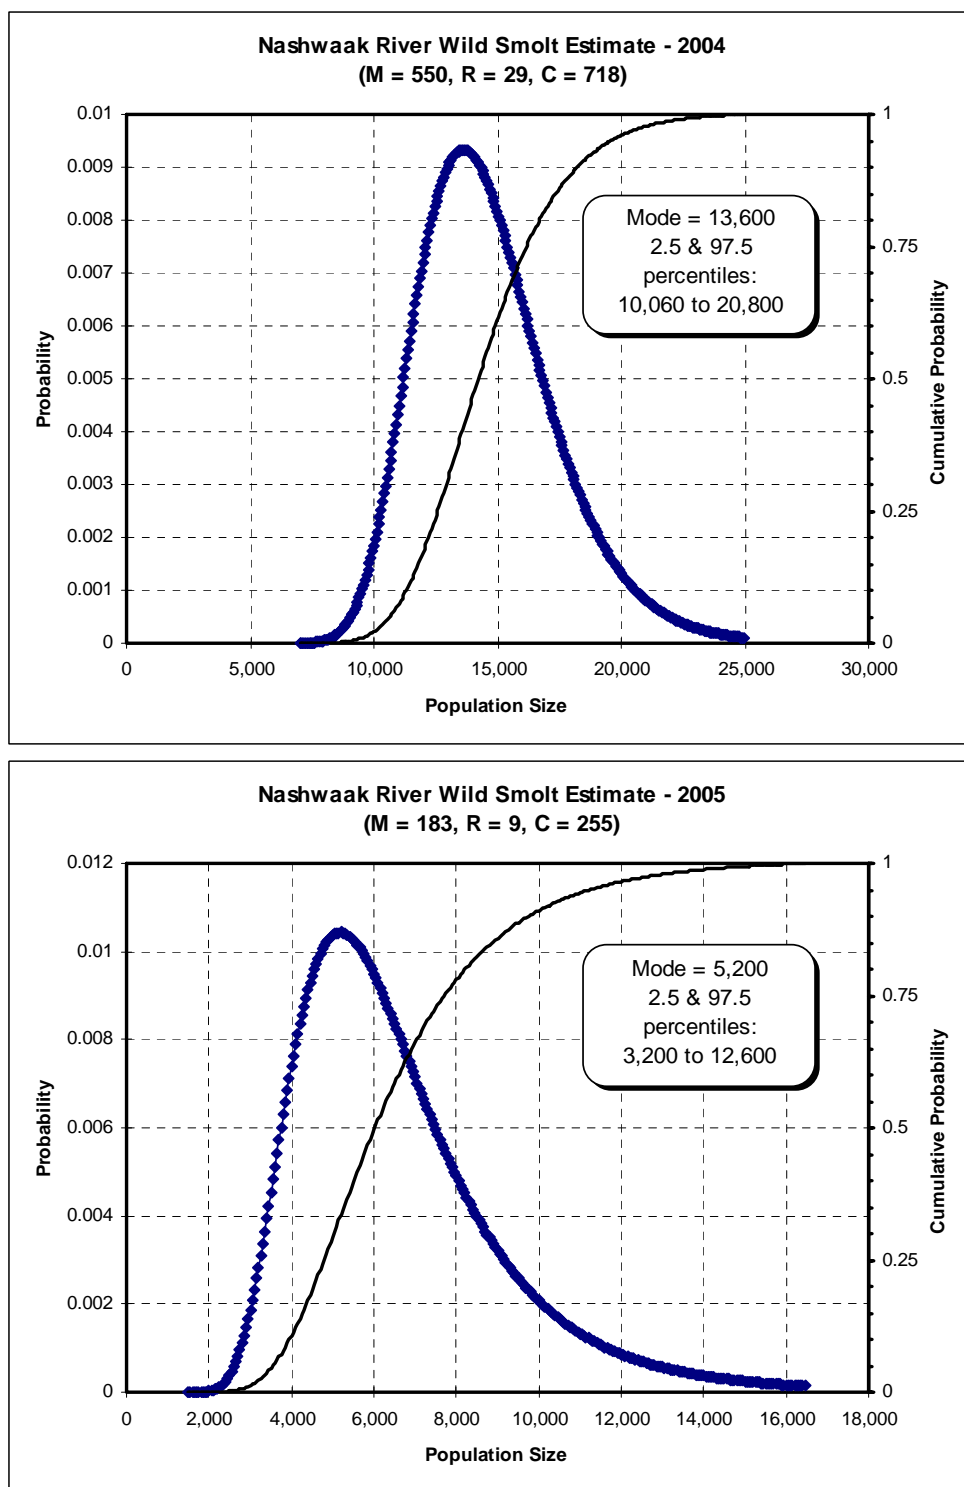 Nashwaak River Wild Smolt Estimate - 2004
(M = 550, R = 29, C = 718)
0.01
0.009
0.008
0.007
0.006
0.005
0.004
0.003
0.002
0.001
0
Probability
1
0.75
0.5
0.25
0
Cumulative Probability
Mode = 13,600
2.5 & 97.5
percentiles:
10,060 to 20,800
0 5,000 10,000 15,000 20,000 25,000 30,000
Population Size
Nashwaak River Wild Smolt Estimate - 2005
(M = 183, R = 9, C = 255)
0.012
0.01
0.008
0.006
0.004
0.002
0
Probability
1
0.75
0.5
0.25
0
Cumulative Probability
Mode = 5,200
2.5 & 97.5
percentiles:
3,200 to 12,600
0 2,000 4,000 6,000 8,000 10,000 12,000 14,000 16,000 18,000
Population Size